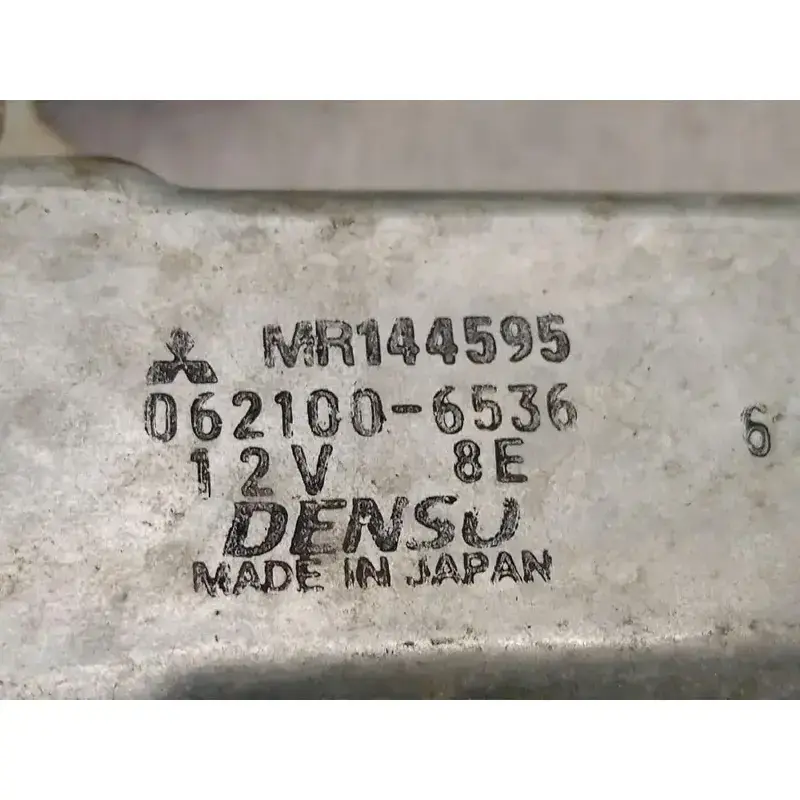 MR144595
062100-6536
12V 8E 6
DENSO
MADE IN JAPAN